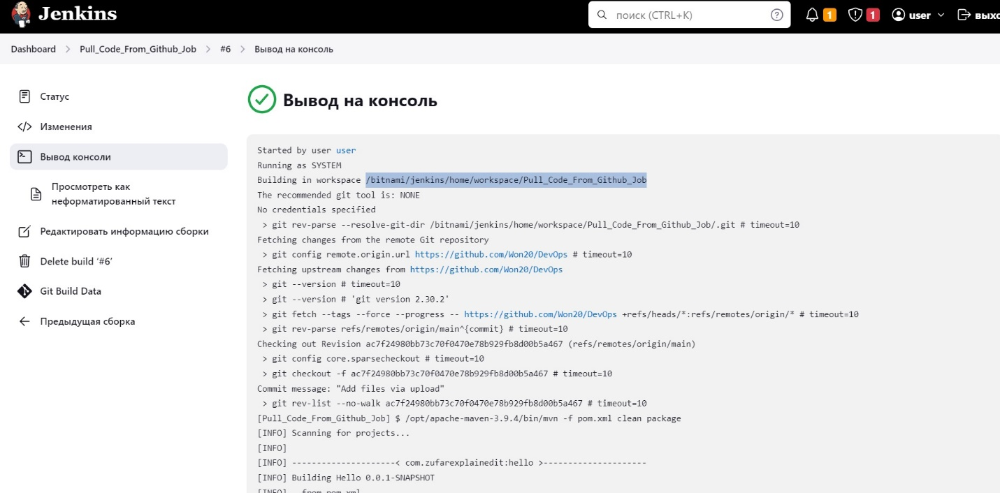 Jenkins
поиск (CTRL+K)
1
1
user
Dashboard
Pull_Code_From_Github_Job
#6
Вывод на консоль
Статус
Изменения
Вывод консоли
Просмотреть как
неформатированный текст
Редактировать информацию сборки
Delete build ‘#6’
Git Build Data
Предыдущая сборка
Вывод на консоль
Started by user user
Running as SYSTEM
Building in workspace /bitnami/jenkins/home/workspace/Pull_Code_From_Github_Job
The recommended git tool is: NONE
No credentials specified
> git rev-parse --resolve-git-dir /bitnami/jenkins/home/workspace/Pull_Code_From_Github_Job/.git # timeout=10
Fetching changes from the remote Git repository
> git config remote.origin.url https://github.com/Won20/DevOps # timeout=10
Fetching upstream changes from https://github.com/Won20/DevOps
> git --version # timeout=10
> git --version # 'git version 2.30.2'
> git fetch --tags --force --progress -- https://github.com/Won20/DevOps +refs/heads/*:refs/remotes/origin/* # timeout=10
> git rev-parse refs/remotes/origin/main^{commit} # timeout=10
Checking out Revision ac7f24980bb73c70f0470e78b929fb8d00b5a467 (refs/remotes/origin/main)
> git config core.sparsecheckout # timeout=10
> git checkout -f ac7f24980bb73c70f0470e78b929fb8d00b5a467 # timeout=10
Commit message: "Add files via upload"
> git rev-list --no-walk ac7f24980bb73c70f0470e78b929fb8d00b5a467 # timeout=10
[Pull_Code_From_Github_Job] $ /opt/apache-maven-3.9.4/bin/mvn -f pom.xml clean package
[INFO] Scanning for projects...
[INFO]
[INFO] ---------------------< com.zufarexplainedit:hello >---------------------
[INFO] Building Hello 0.0.1-SNAPSHOT
[INFO] from pom.xml